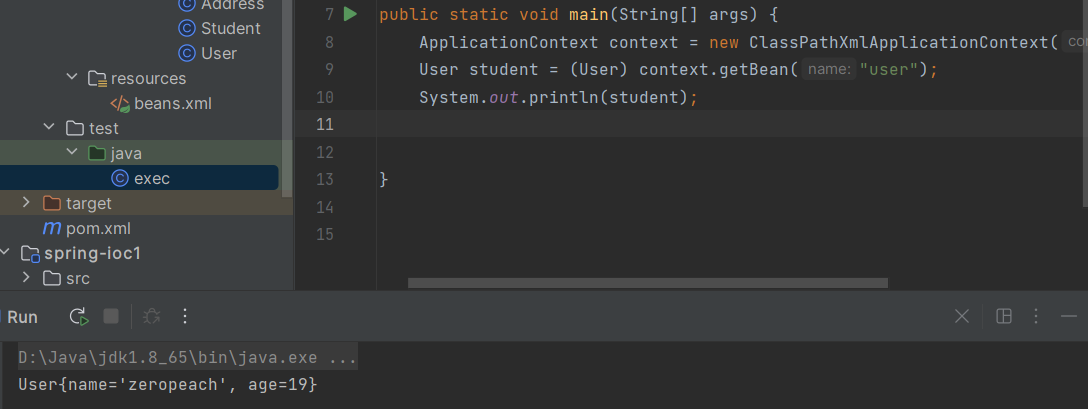 Address
Student
User
resources
beans.xml
test
java
exec
target
pom.xml
spring-ioc1
src
7 public static void main(String[] args) {
8 ApplicationContext context = new ClassPathXmlApplicationContext(
9 User student = (User) context.getBean( name: "user");
10 System.out.println(student);
11
12
13 }
14
15
Run
D:\Java\jdk1.8_65\bin\java.exe ...
User{name='zeropeach', age=19}